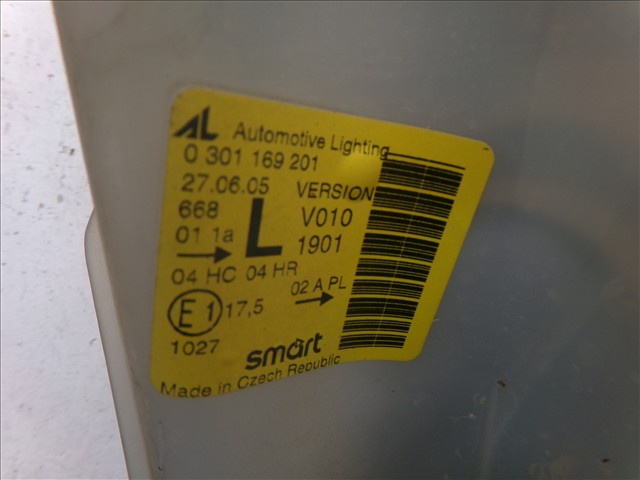 AL Automotive Lighting
0 301 169 201
27.06.05 VERSION
668 L V010
01 1a 1901
04 HC 04 HR
02 A PL
E1 17,5
1027 smart
Made in Czech Republic